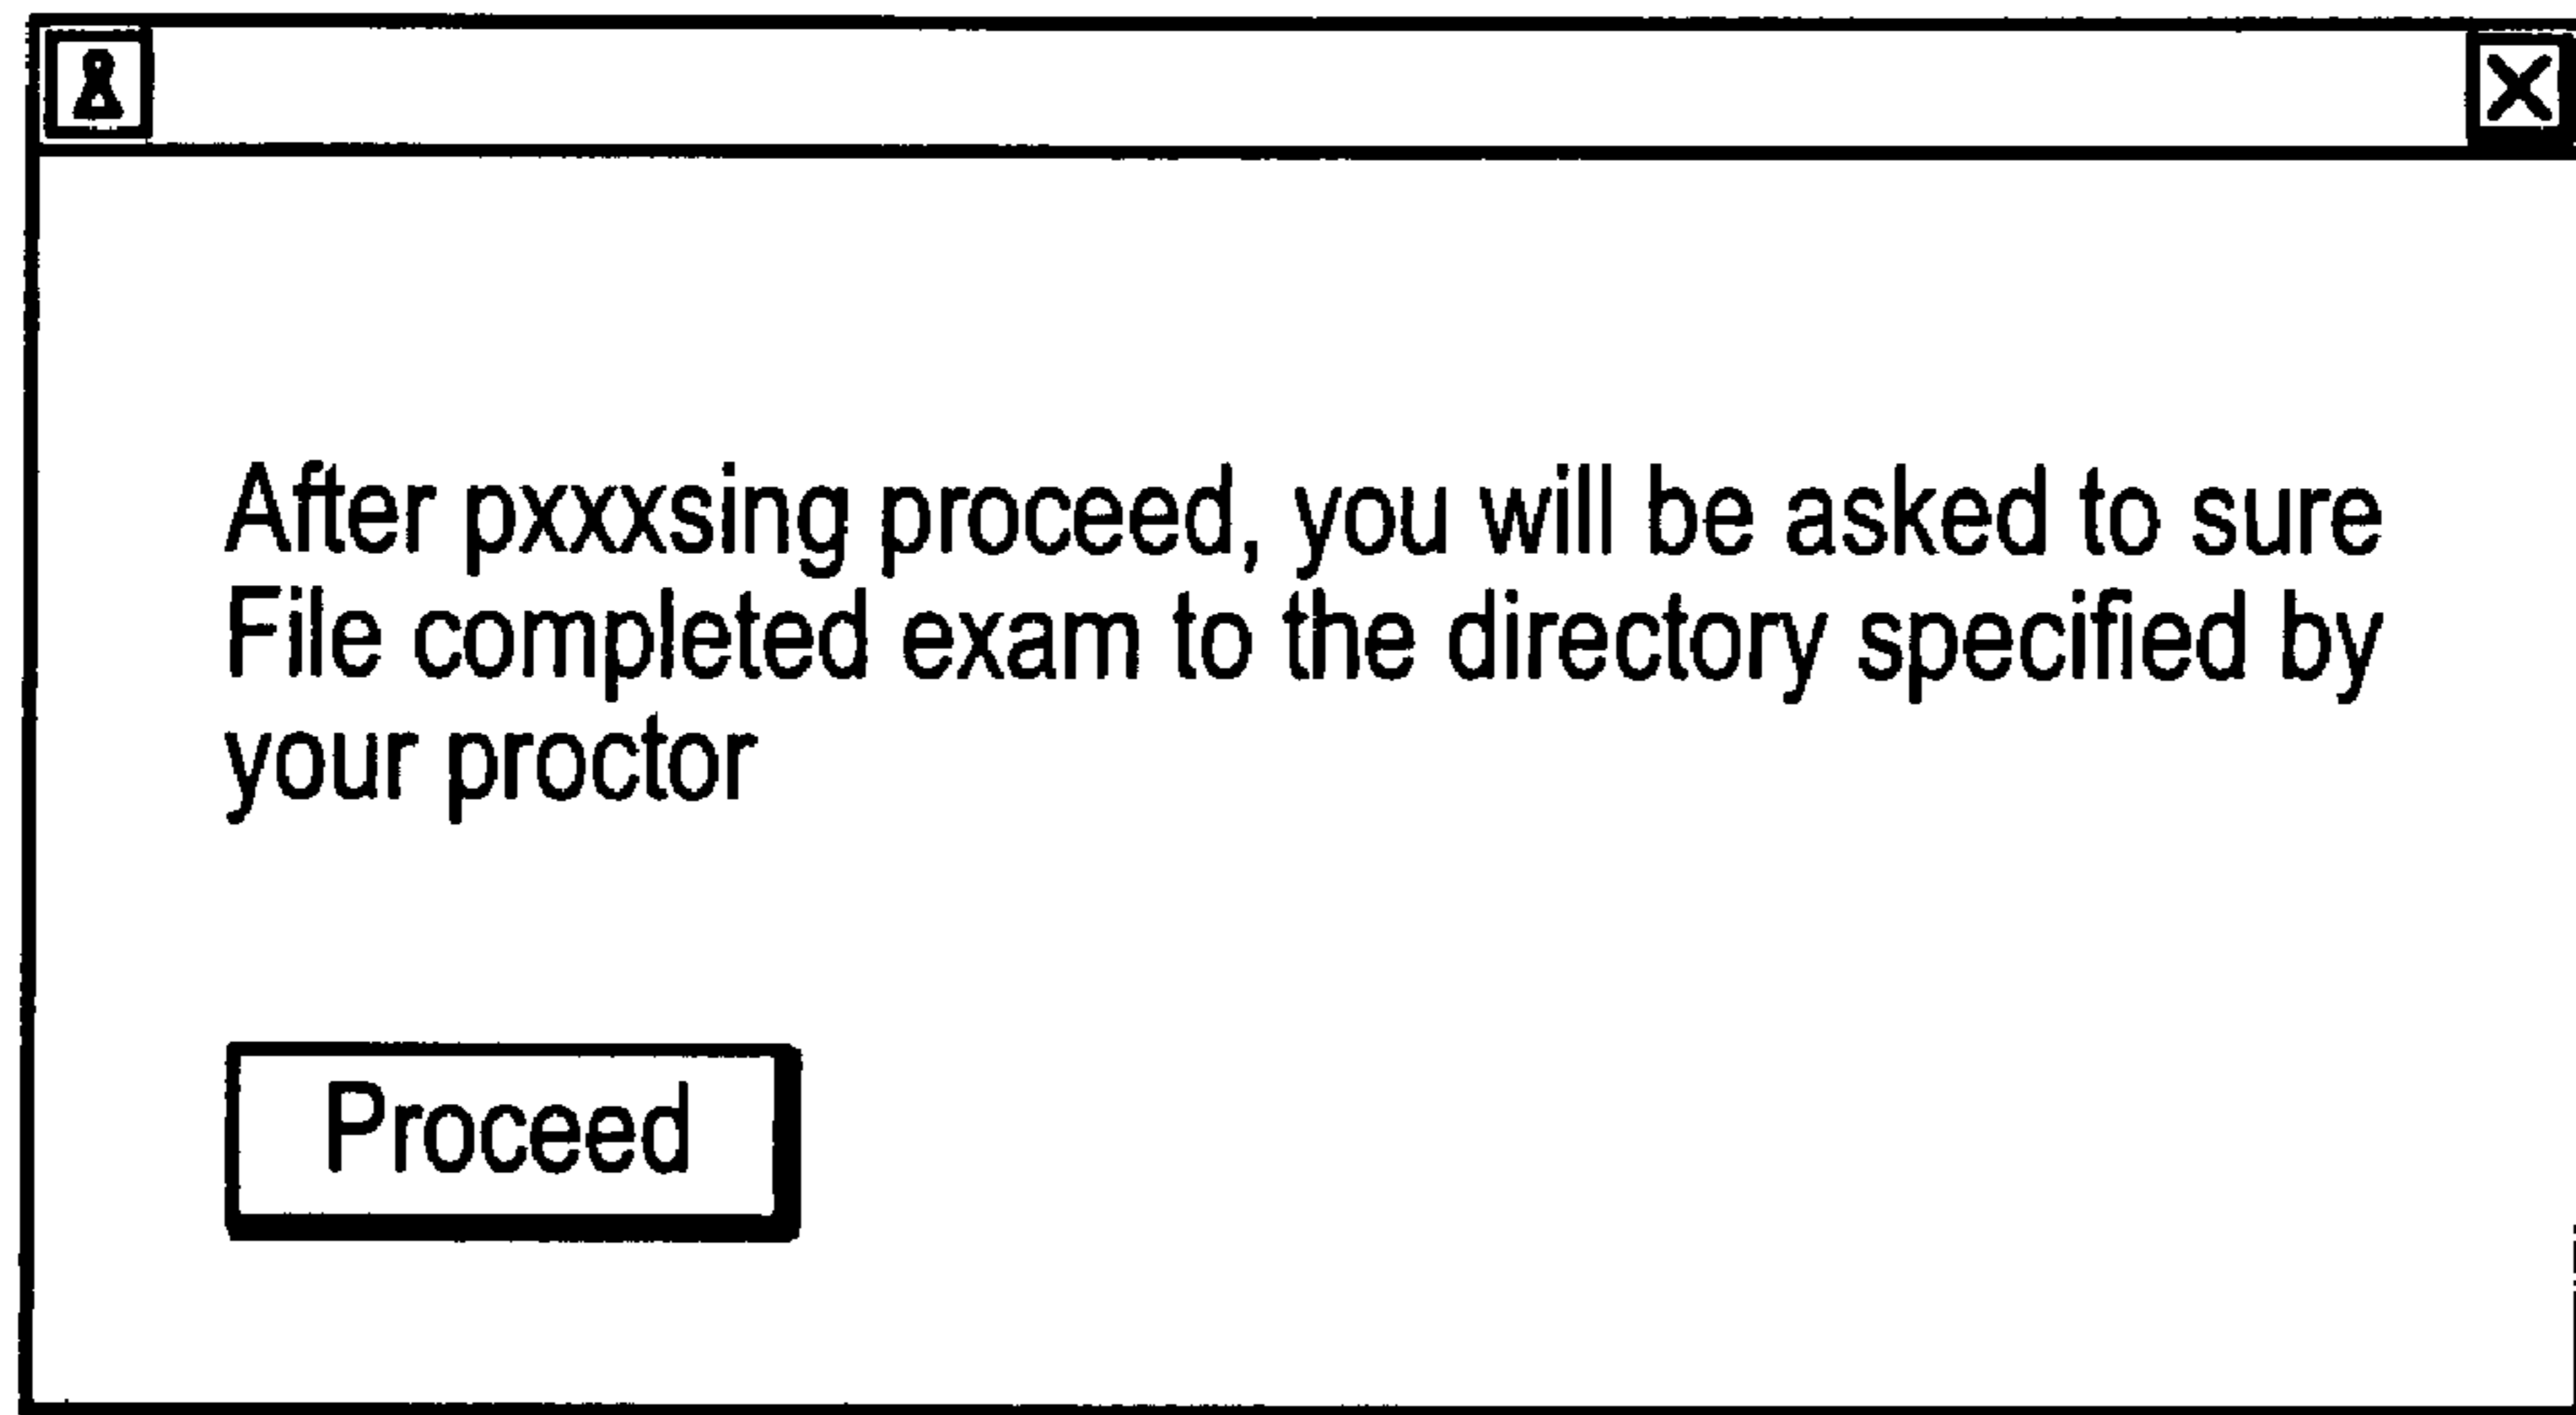 After pxxxsing proceed, you will be asked to sure
File completed exam to the directory specified by
your proctor
Proceed